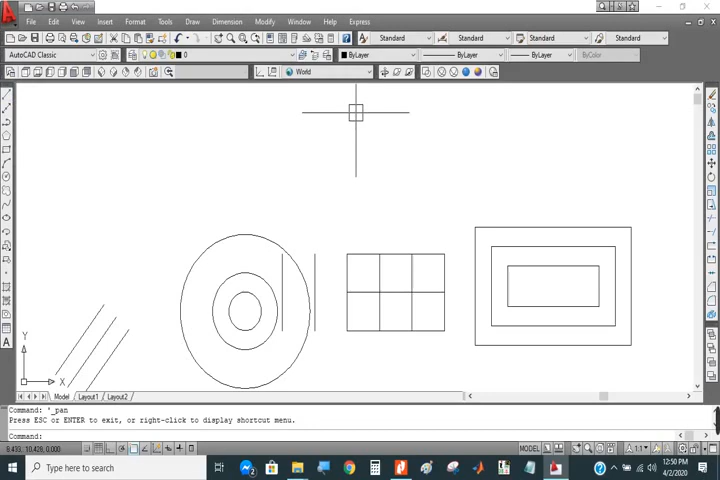 File Edit View Insert Format Tools Draw Dimension Modify Window Help Express
Standard Standard Standard Standard
AutoCAD Classic 0 ByLayer ByLayer ByLayer ByColor
World
Y
X
Model Layout1 Layout2
Command: '_pan
Press ESC or ENTER to exit, or right-click to display shortcut menu.
Command:
MODEL 1:1
Type here to search
12:50 PM
4/2/2020